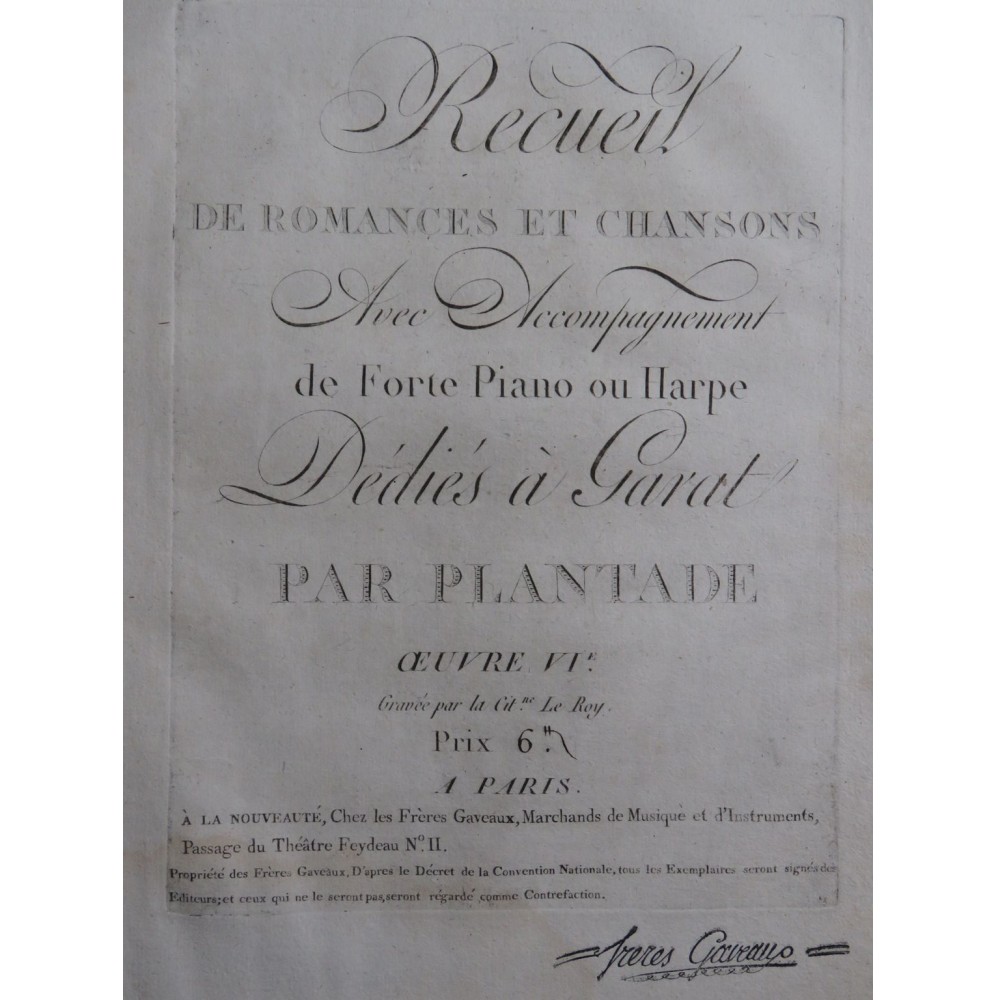 Recueil
DE ROMANCES ET CHANSONS
Avec Accompagnement
de Forte Piano ou Harpe
Dédiés à Garat
PAR PLANTADE
ŒUVRE VIᵉ.
Gravée par la Cit.ⁿᵉ Le Roy.
Prix 6.ᴴ
A PARIS.
À LA NOUVEAUTÉ, Chez les Frères Gaveaux, Marchands de Musique et d'Instruments,
Passage du Théâtre Feydeau N.º II.
Propriété des Frères Gaveaux, D'apres le Décret de la Convention Nationale, tous les Exemplaires seront signés des
Editeurs; et ceux qui ne le seront pas, seront régardé comme Contrefaction.
freres Gaveaux